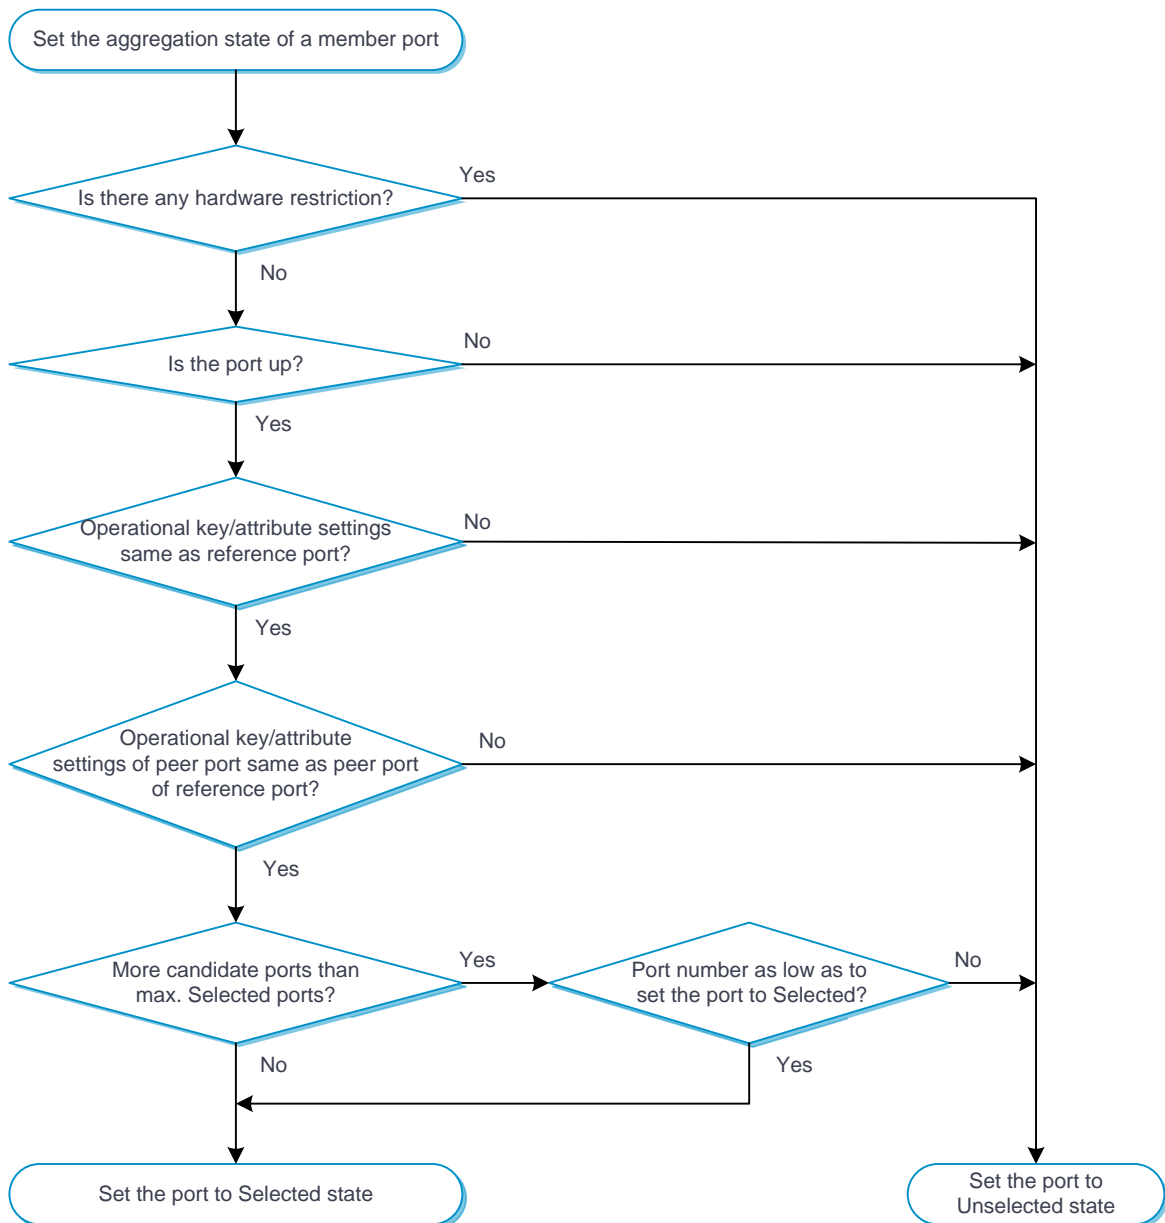 Set the aggregation state of a member port
Yes
Is there any hardware restriction?
No
No
Is the port up?
Yes
No
Operational key/attribute settings
same as reference port?
Yes
No
Operational key/attribute
settings of peer port same as peer port
of reference port?
Yes
More candidate ports than
max. Selected ports?
Yes
Port number as low as to
set the port to Selected?
No
No
Yes
Set the port to Selected state
Set the port to
Unselected state